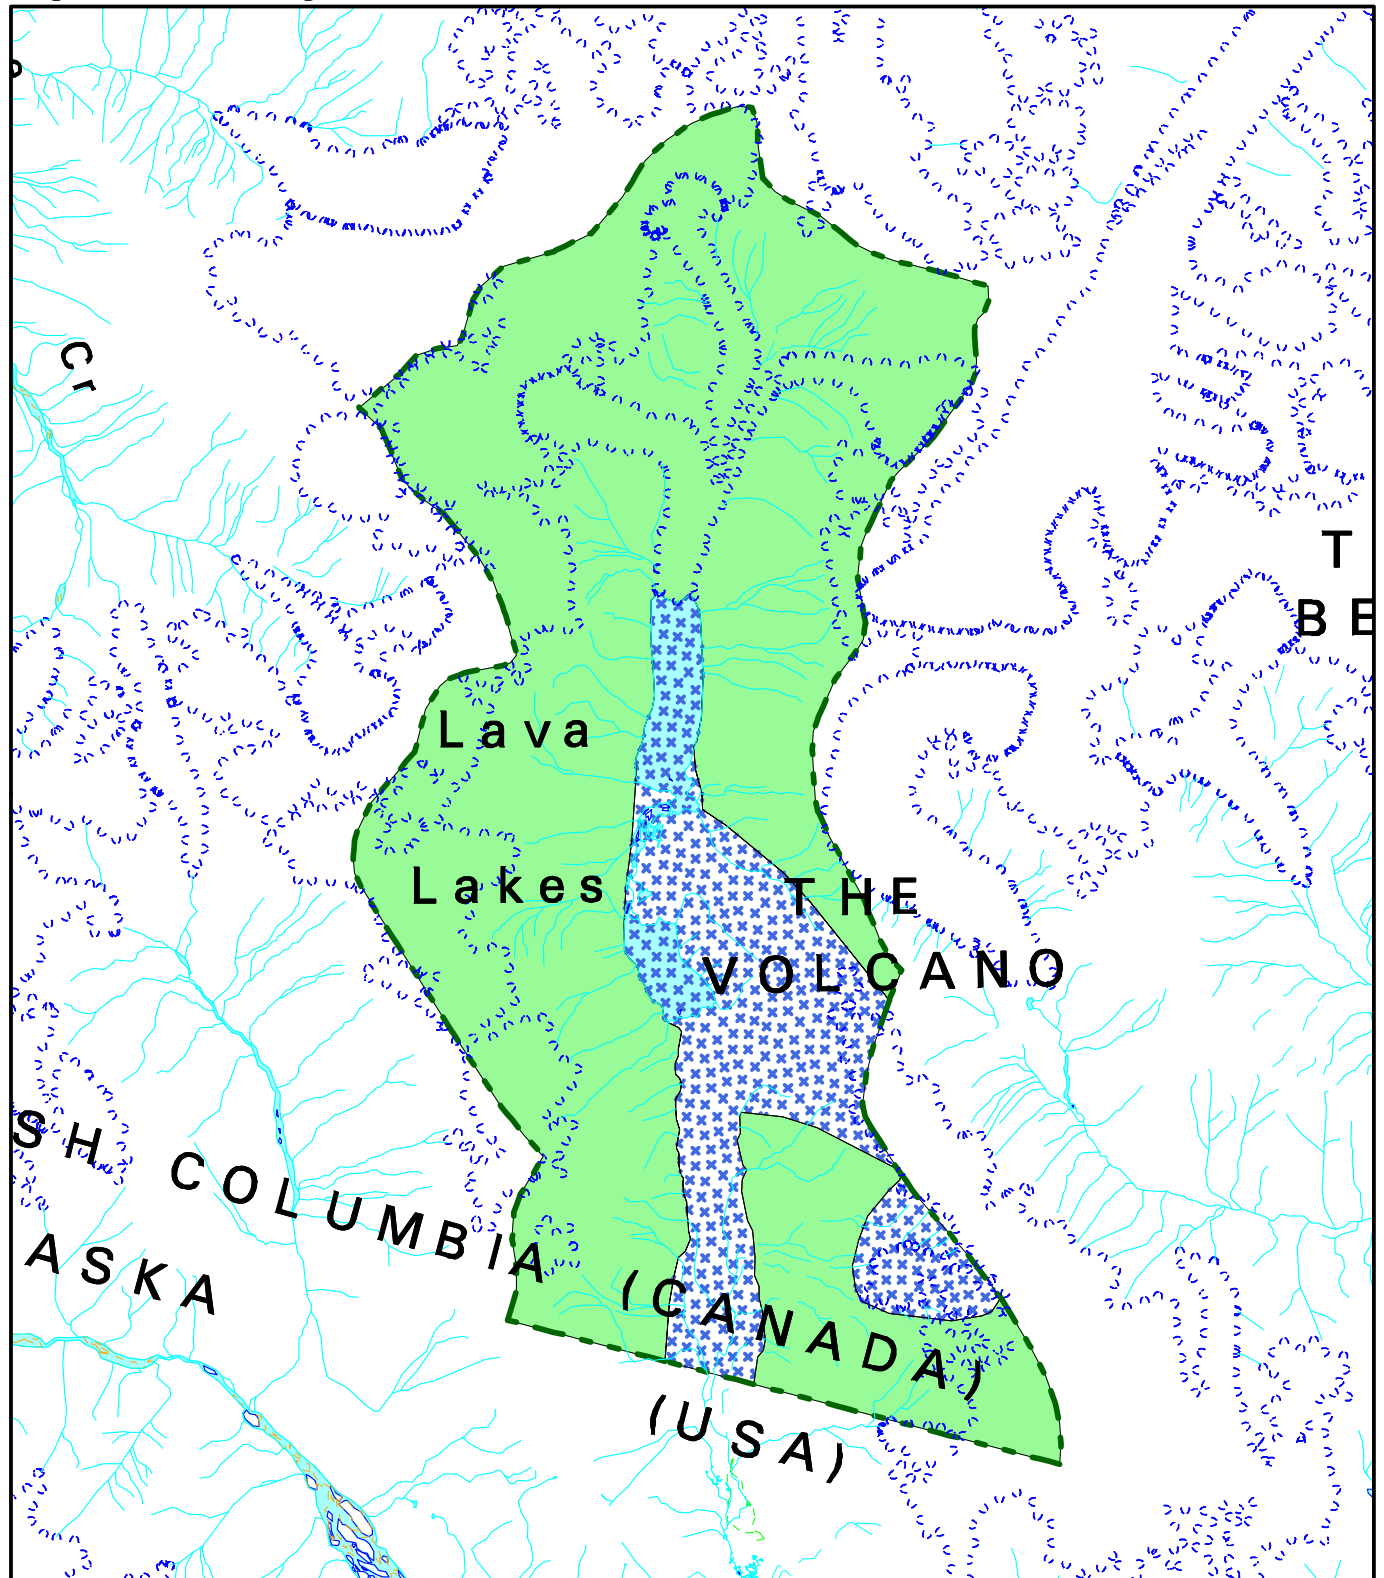 Cr
T
BE
Lava
Lakes
THE
VOLCANO
SH COLUMBIA (CANADA)
ASKA
(USA)